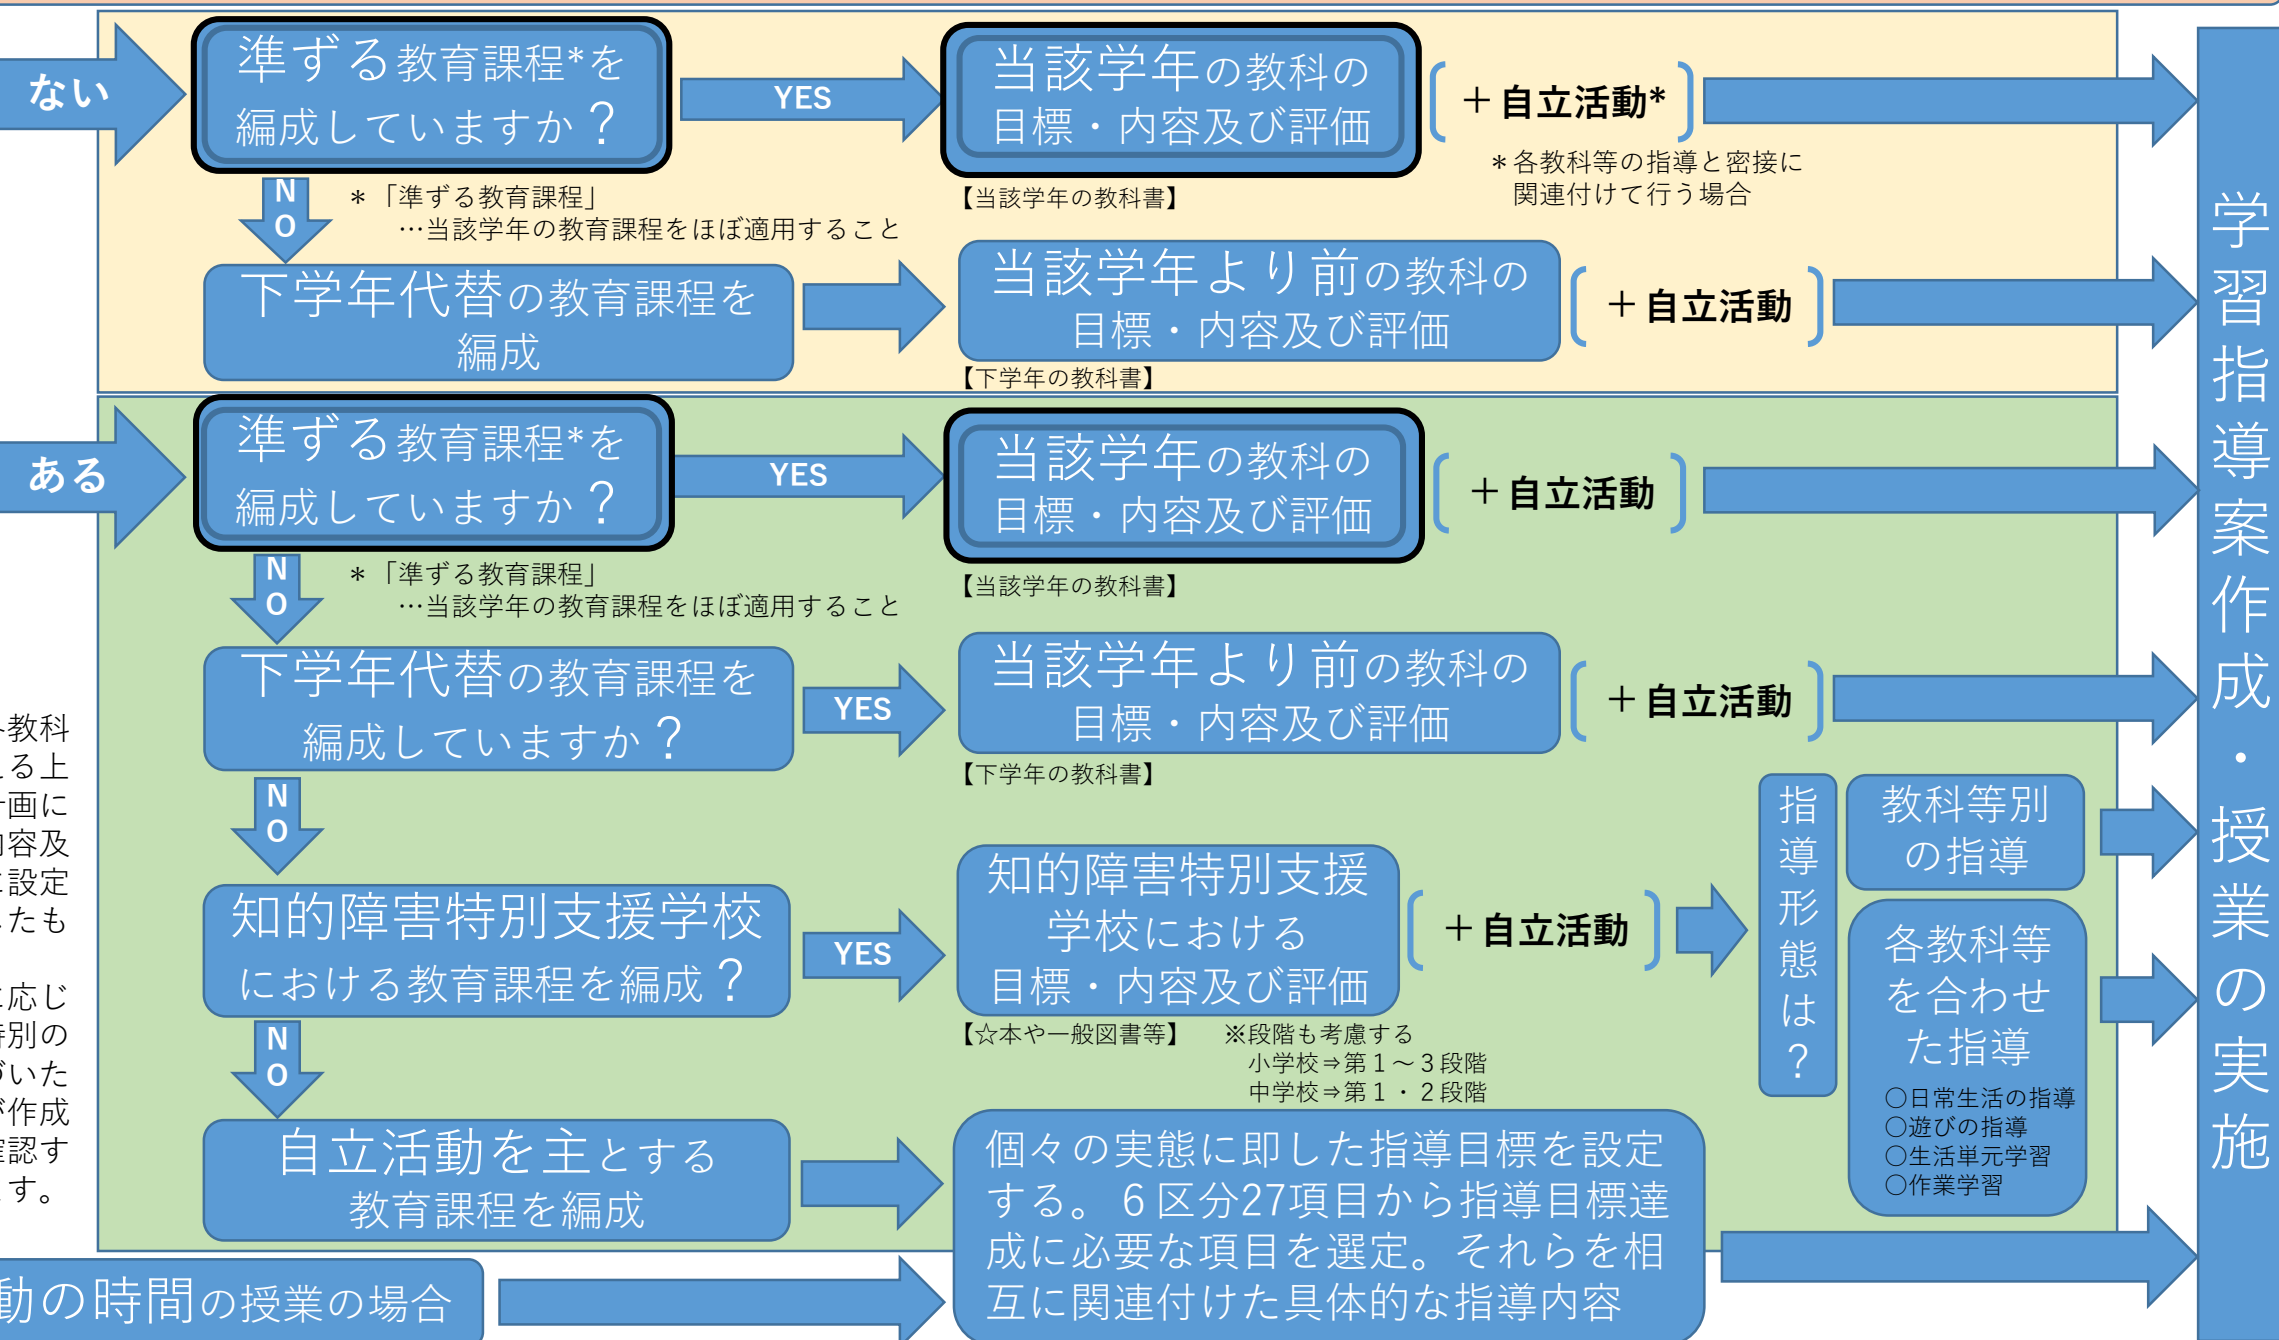 ない
準ずる教育課程*を
編成していますか？
YES
当該学年の教科の
目標・内容及び評価
＋自立活動*
＊各教科等の指導と密接に
関連付けて行う場合
NO
＊「準ずる教育課程」
…当該学年の教育課程をほぼ適用すること
【当該学年の教科書】
下学年代替の教育課程を
編成
当該学年より前の教科の
目標・内容及び評価
＋自立活動
【下学年の教科書】
ある
準ずる教育課程*を
編成していますか？
YES
当該学年の教科の
目標・内容及び評価
＋自立活動
NO
＊「準ずる教育課程」
…当該学年の教育課程をほぼ適用すること
【当該学年の教科書】
下学年代替の教育課程を
編成していますか？
YES
当該学年より前の教科の
目標・内容及び評価
＋自立活動
【下学年の教科書】
NO
知的障害特別支援学校
における教育課程を編成？
YES
知的障害特別支援
学校における
目標・内容及び評価
＋自立活動
【☆本や一般図書等】 ※段階も考慮する
小学校⇒第１～３段階
中学校⇒第１・２段階
指導形態は？
教科等別
の指導
各教科等
を合わせ
た指導
○日常生活の指導
○遊びの指導
○生活単元学習
○作業学習
NO
自立活動を主とする
教育課程を編成
個々の実態に即した指導目標を設定
する。６区分27項目から指導目標達
成に必要な項目を選定。それらを相
互に関連付けた具体的な指導内容
動の時間の授業の場合
教科
る上
画に
容及
設定
たも
応じ
別の
いた
作成
認す
す。
学習指導案作成・授業の実施